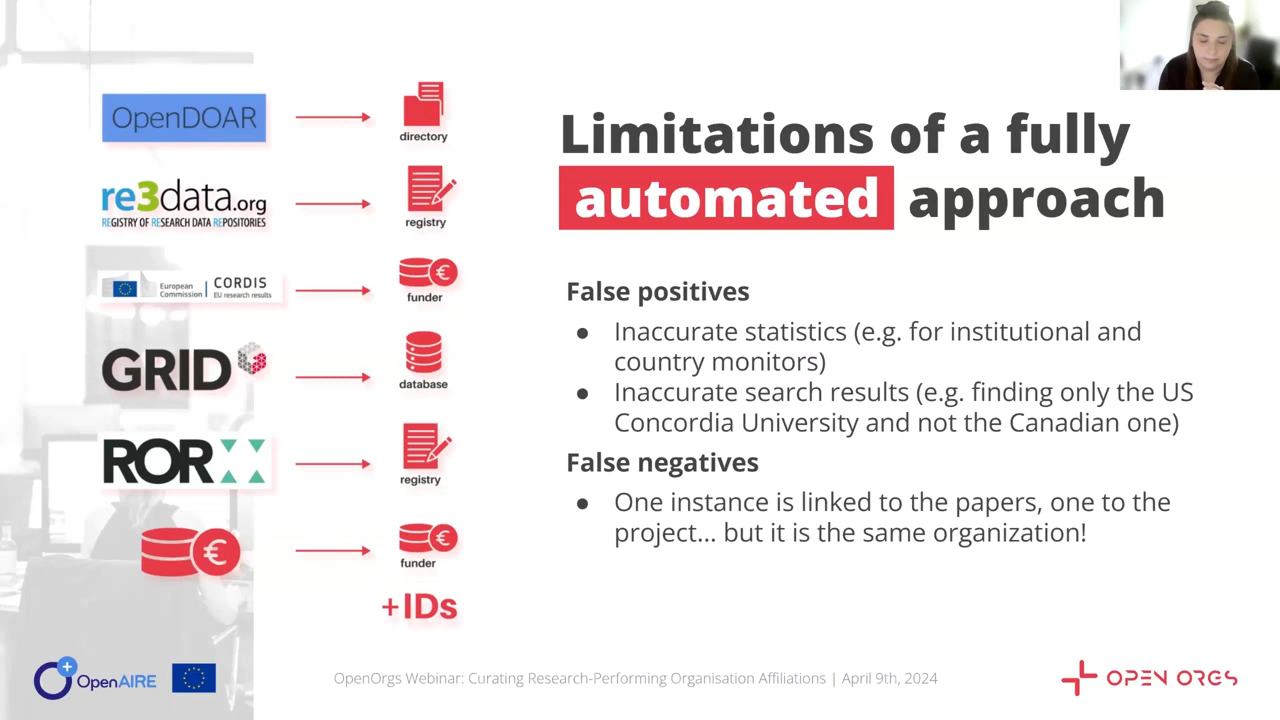 OpenDOAR
directory
re3data.org
REGISTRY OF RESEARCH DATA REPOSITORIES
registry
European
Commission
CORDIS
EU research results
funder
GRID
database
ROR
registry
€
funder
+IDs
Limitations of a fully
automated approach
False positives
● Inaccurate statistics (e.g. for institutional and
country monitors)
● Inaccurate search results (e.g. finding only the US
Concordia University and not the Canadian one)
False negatives
● One instance is linked to the papers, one to the
project... but it is the same organization!
OpenAIRE
OpenOrgs Webinar: Curating Research-Performing Organisation Affiliations | April 9th, 2024
OPEN ORGS